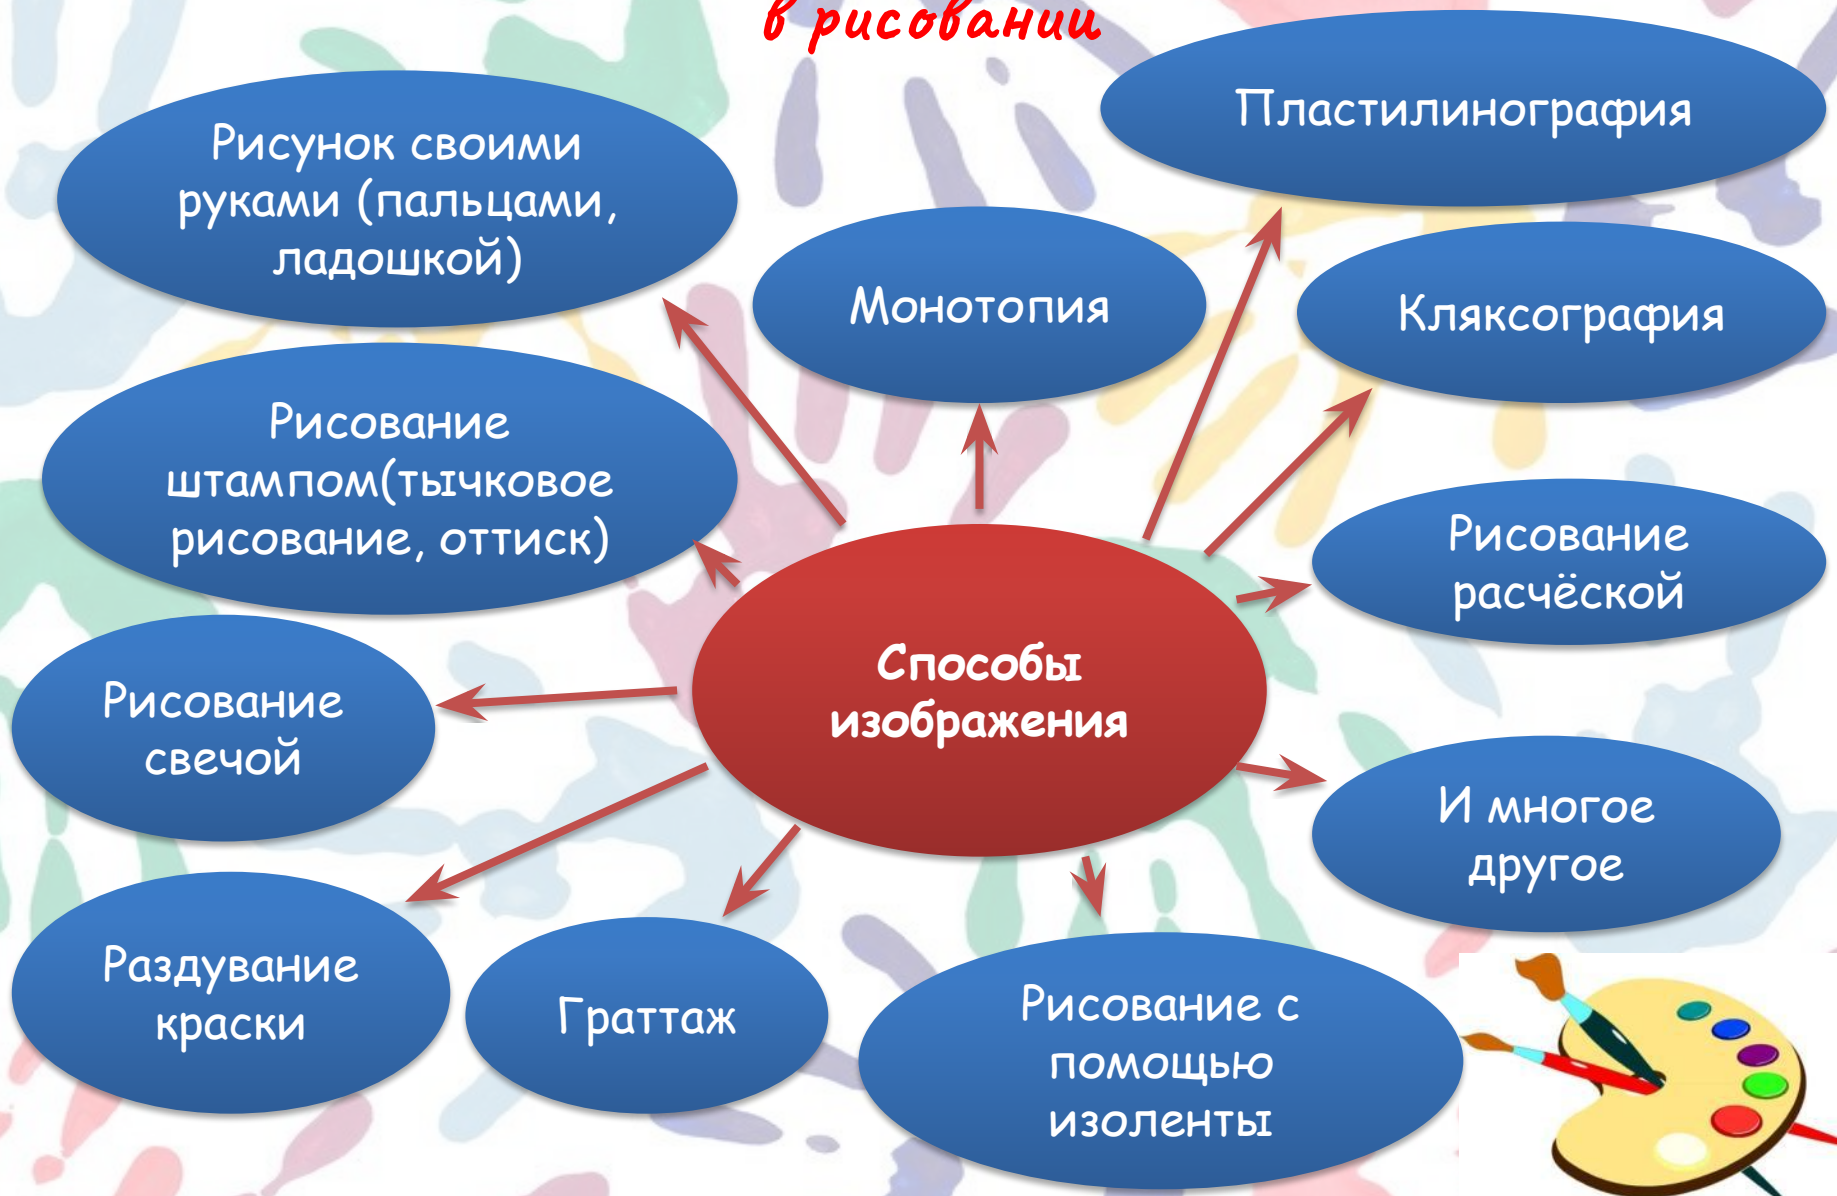 в рисовании
Пластилинография
Рисунок своими
руками (пальцами,
ладошкой)
Монотопия
Кляксография
Рисование
штампом(тычковое
рисование, оттиск)
Рисование
расчёской
Способы
изображения
Рисование
свечой
И многое
другое
Раздувание
краски
Граттаж
Рисование с
помощью
изоленты